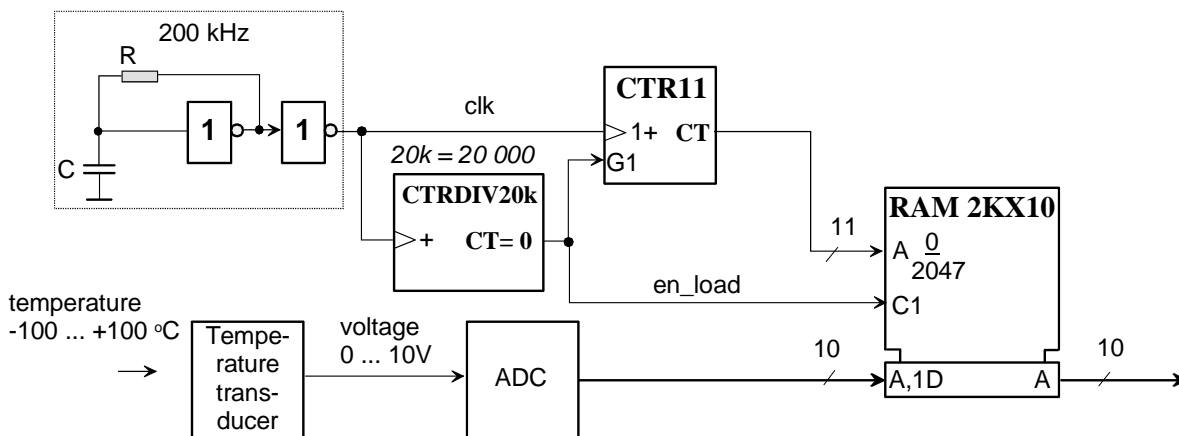 200 kHz
R
C
1
1
clk
20k = 20 000
CTR11
1+ CT
G1
CTRDIV20k
+ CT= 0
RAM 2KX10
11
A 0
2047
C1
en_load
temperature
-100 ... +100 ºC
Tempe-
rature
trans-
ducer
voltage
0 ... 10V
ADC
10
A,1D A
10